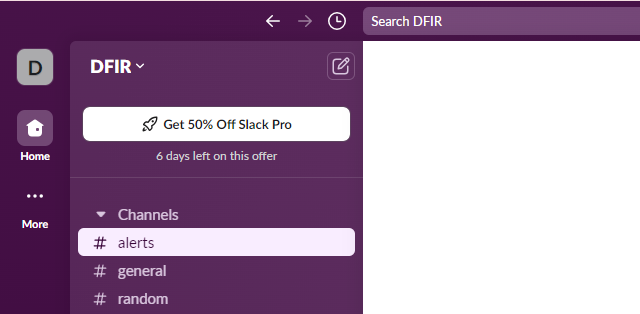 Search DFIR
D
DFIR
Home
Get 50% Off Slack Pro
6 days left on this offer
More
Channels
# alerts
# general
# random